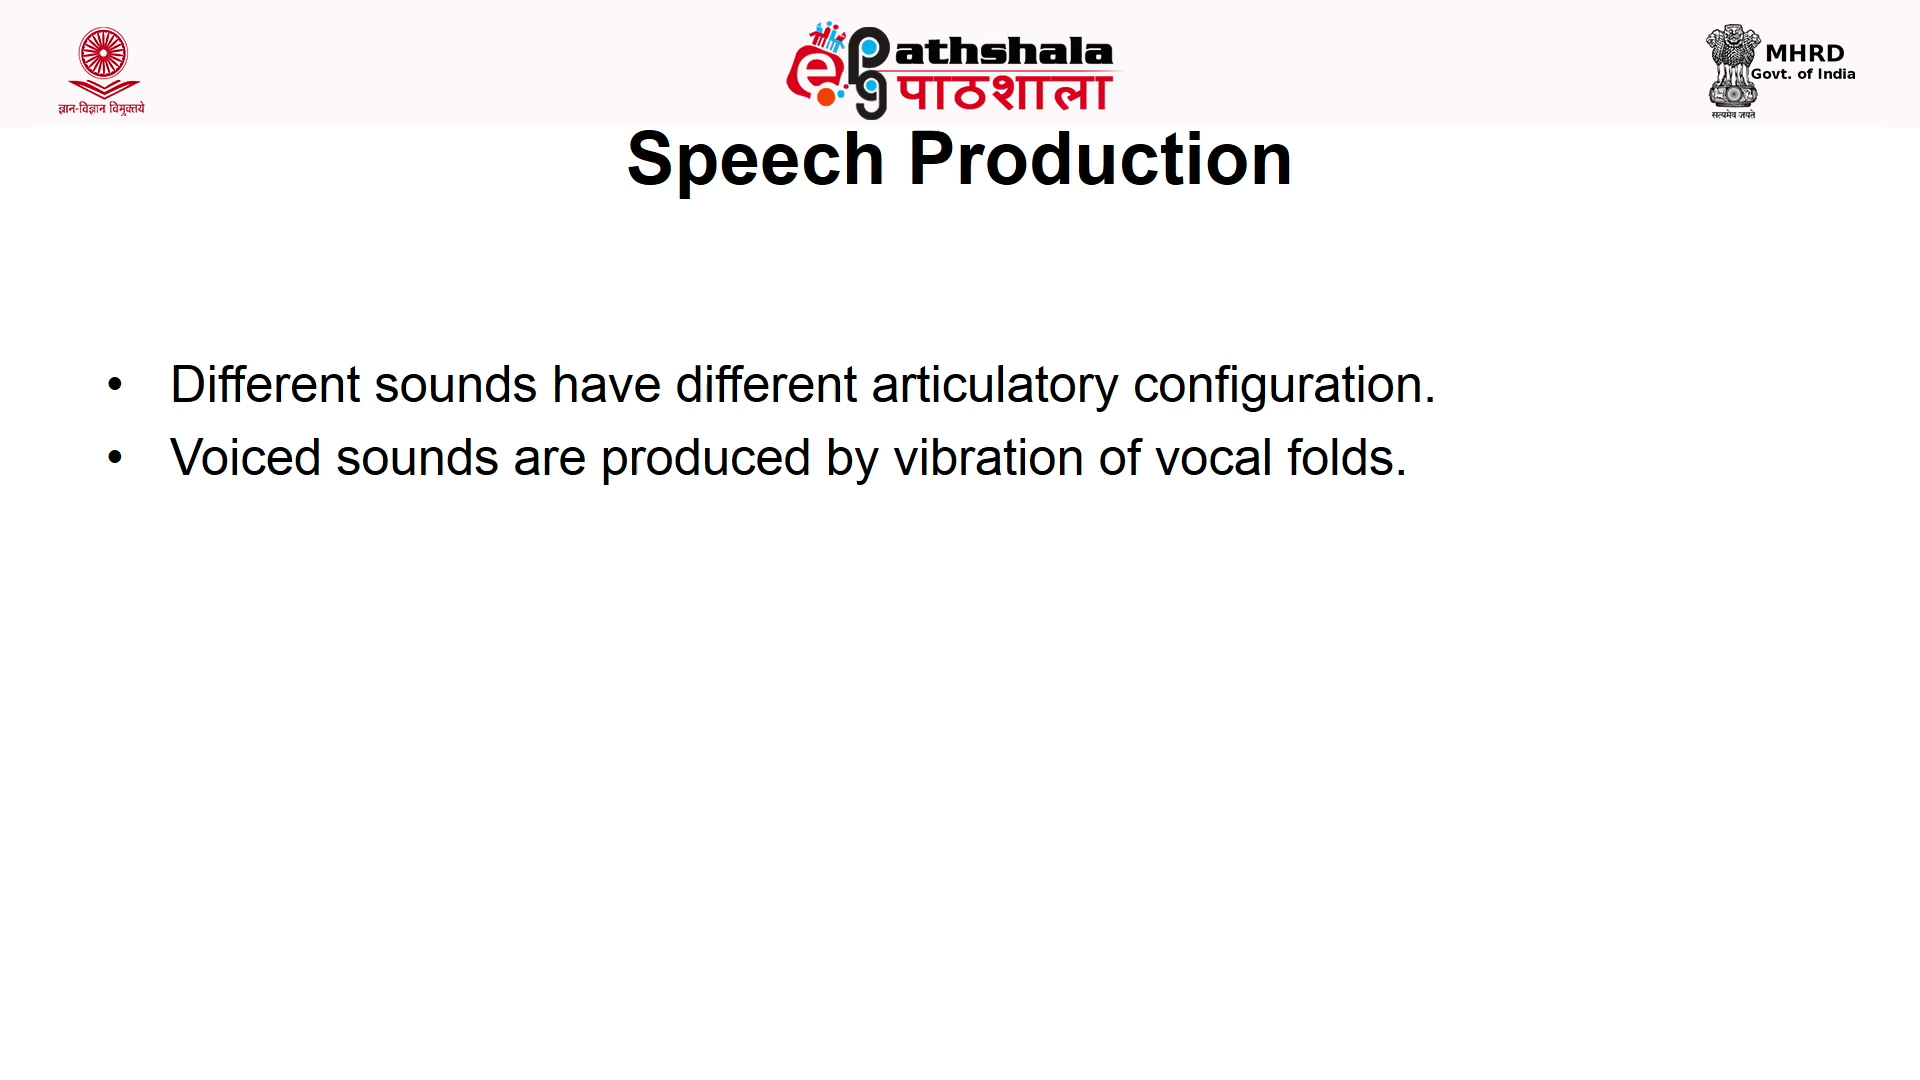 ज्ञान-विज्ञान विमुक्तये
e
pg
athshala
पाठशाला
MHRD
Govt. of India
सत्यमेव जयते
Speech Production
• Different sounds have different articulatory configuration.
• Voiced sounds are produced by vibration of vocal folds.